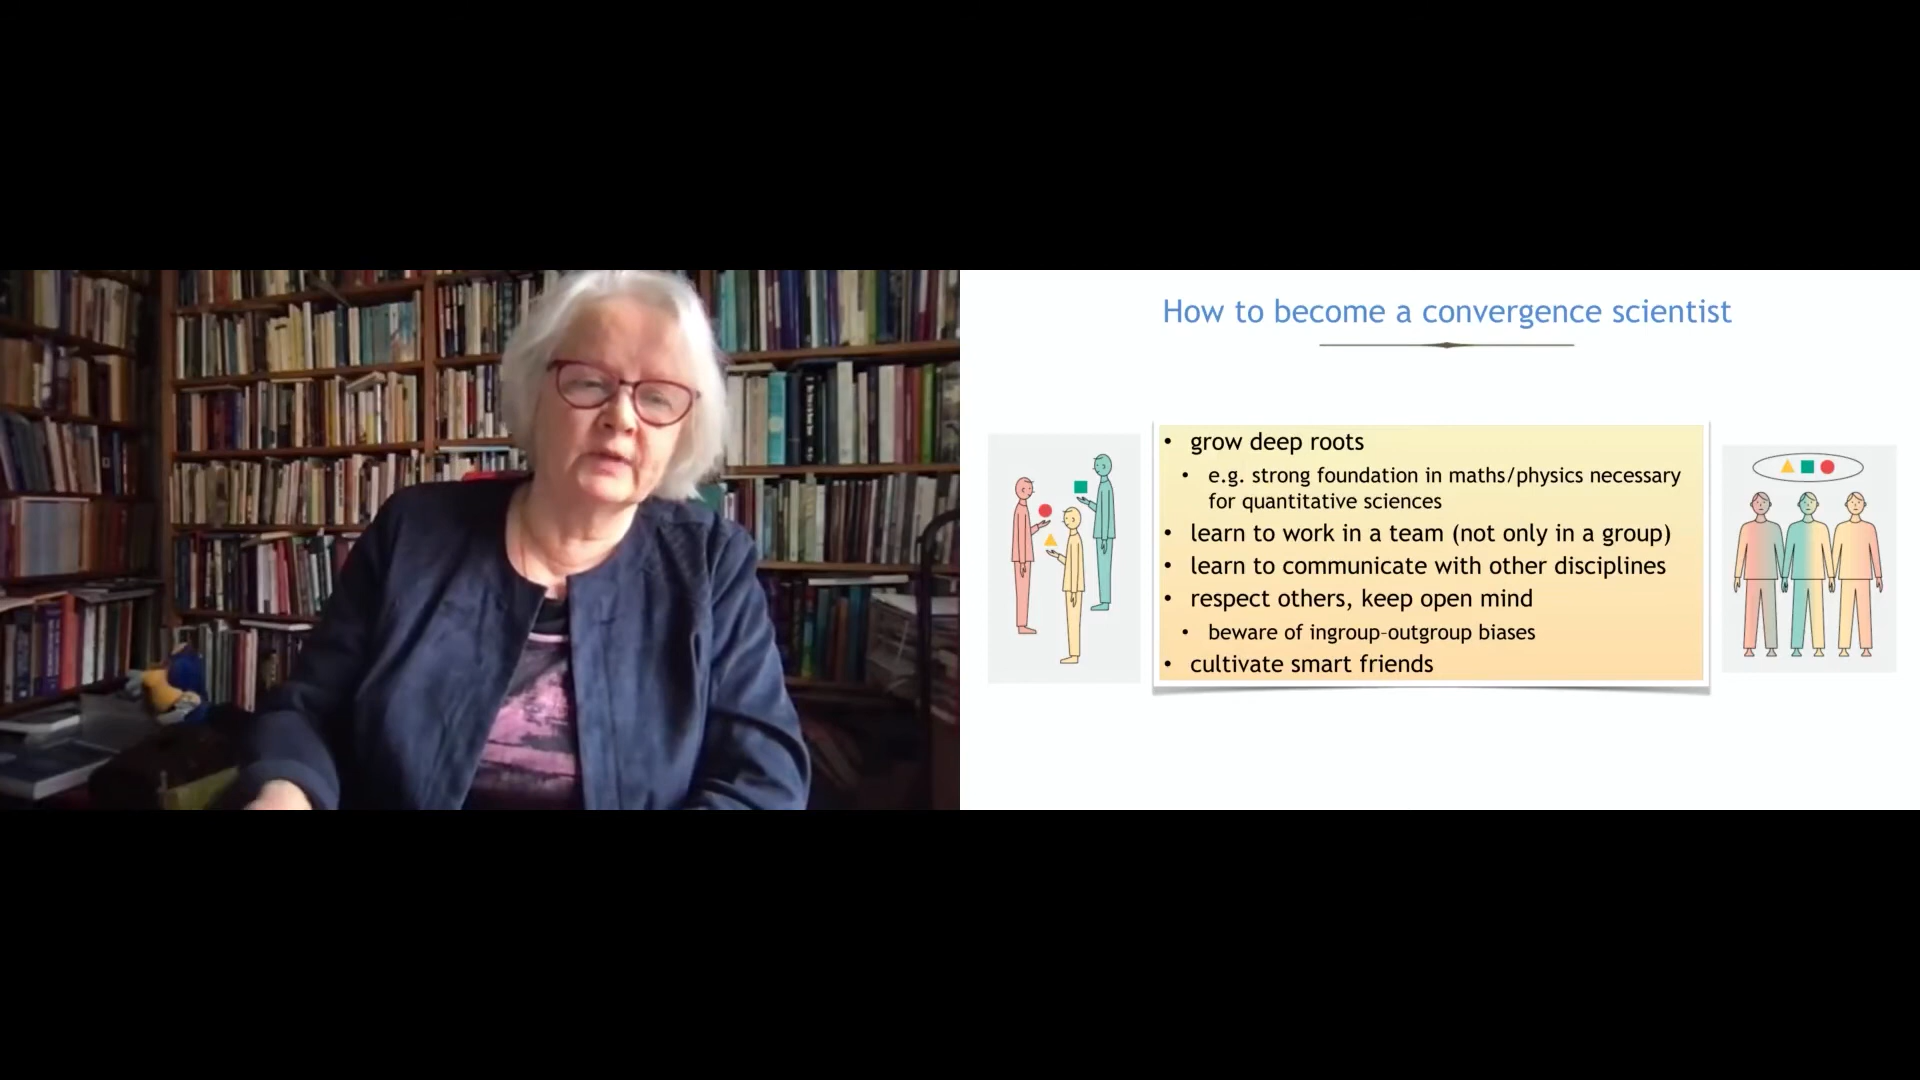 How to become a convergence scientist
• grow deep roots
• e.g. strong foundation in maths/physics necessary
for quantitative sciences
• learn to work in a team (not only in a group)
• learn to communicate with other disciplines
• respect others, keep open mind
• beware of ingroup–outgroup biases
• cultivate smart friends